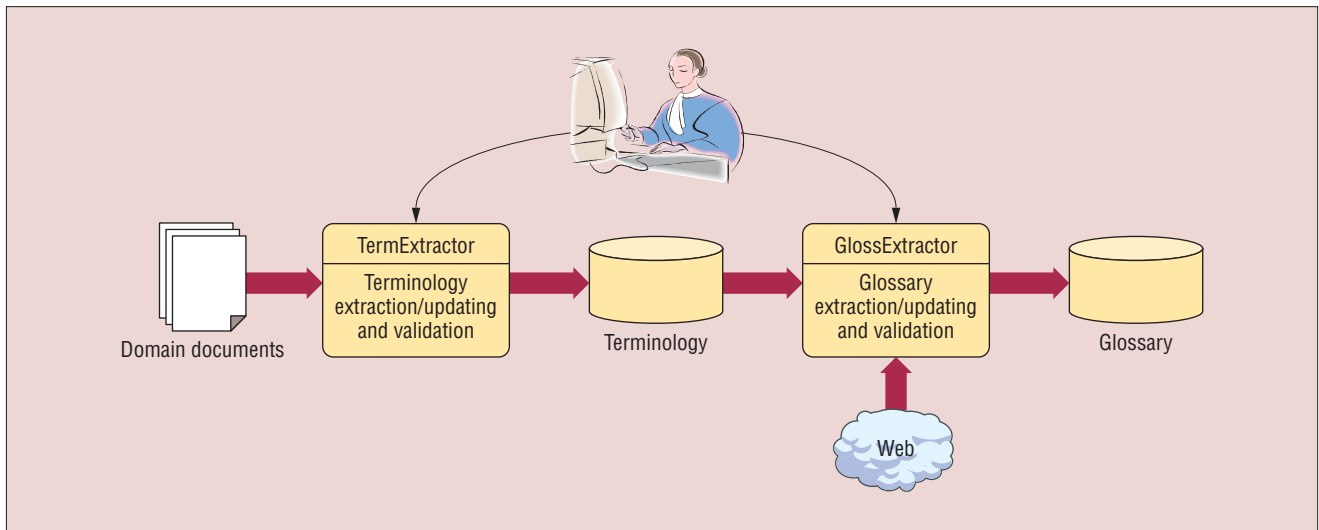 Domain documents
TermExtractor
Terminology
extraction/updating
and validation
Terminology
GlossExtractor
Glossary
extraction/updating
and validation
Glossary
Web